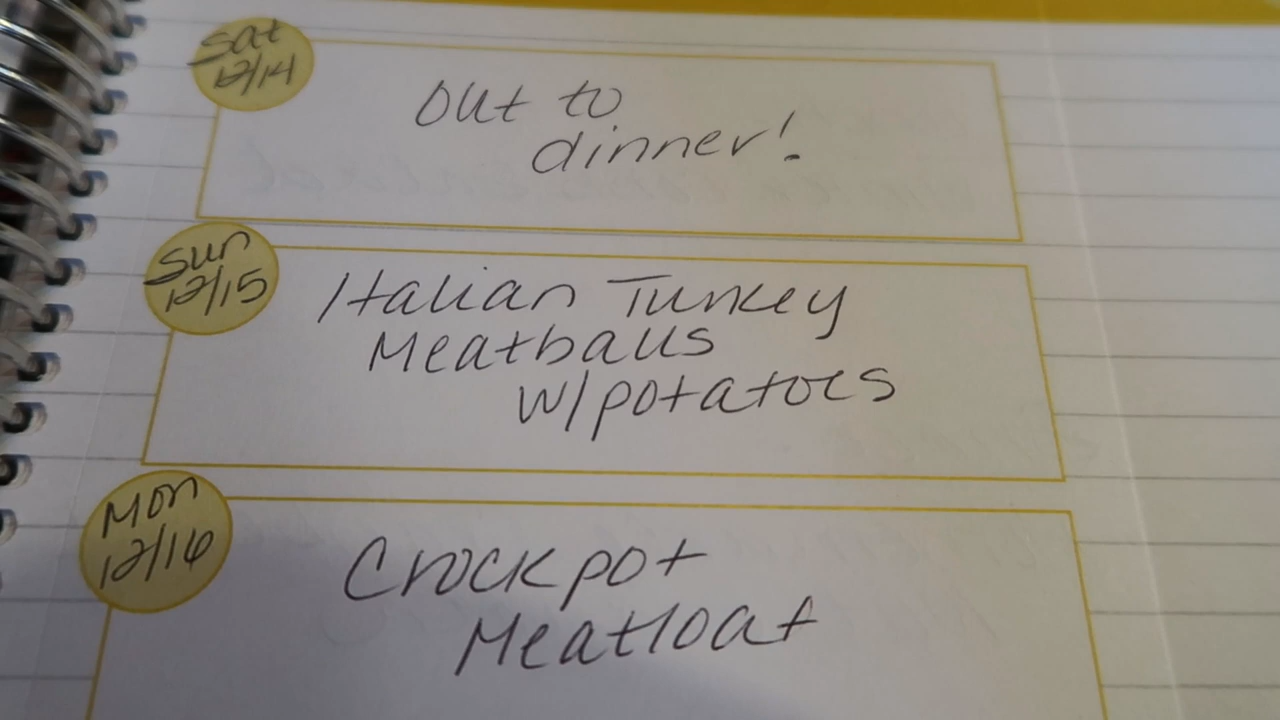 Sat
12/14
Out to
dinner!
Sun
12/15
Italian Turkey
Meatballs
w/potatoes
Mon
12/16
Crockpot
Meatloaf